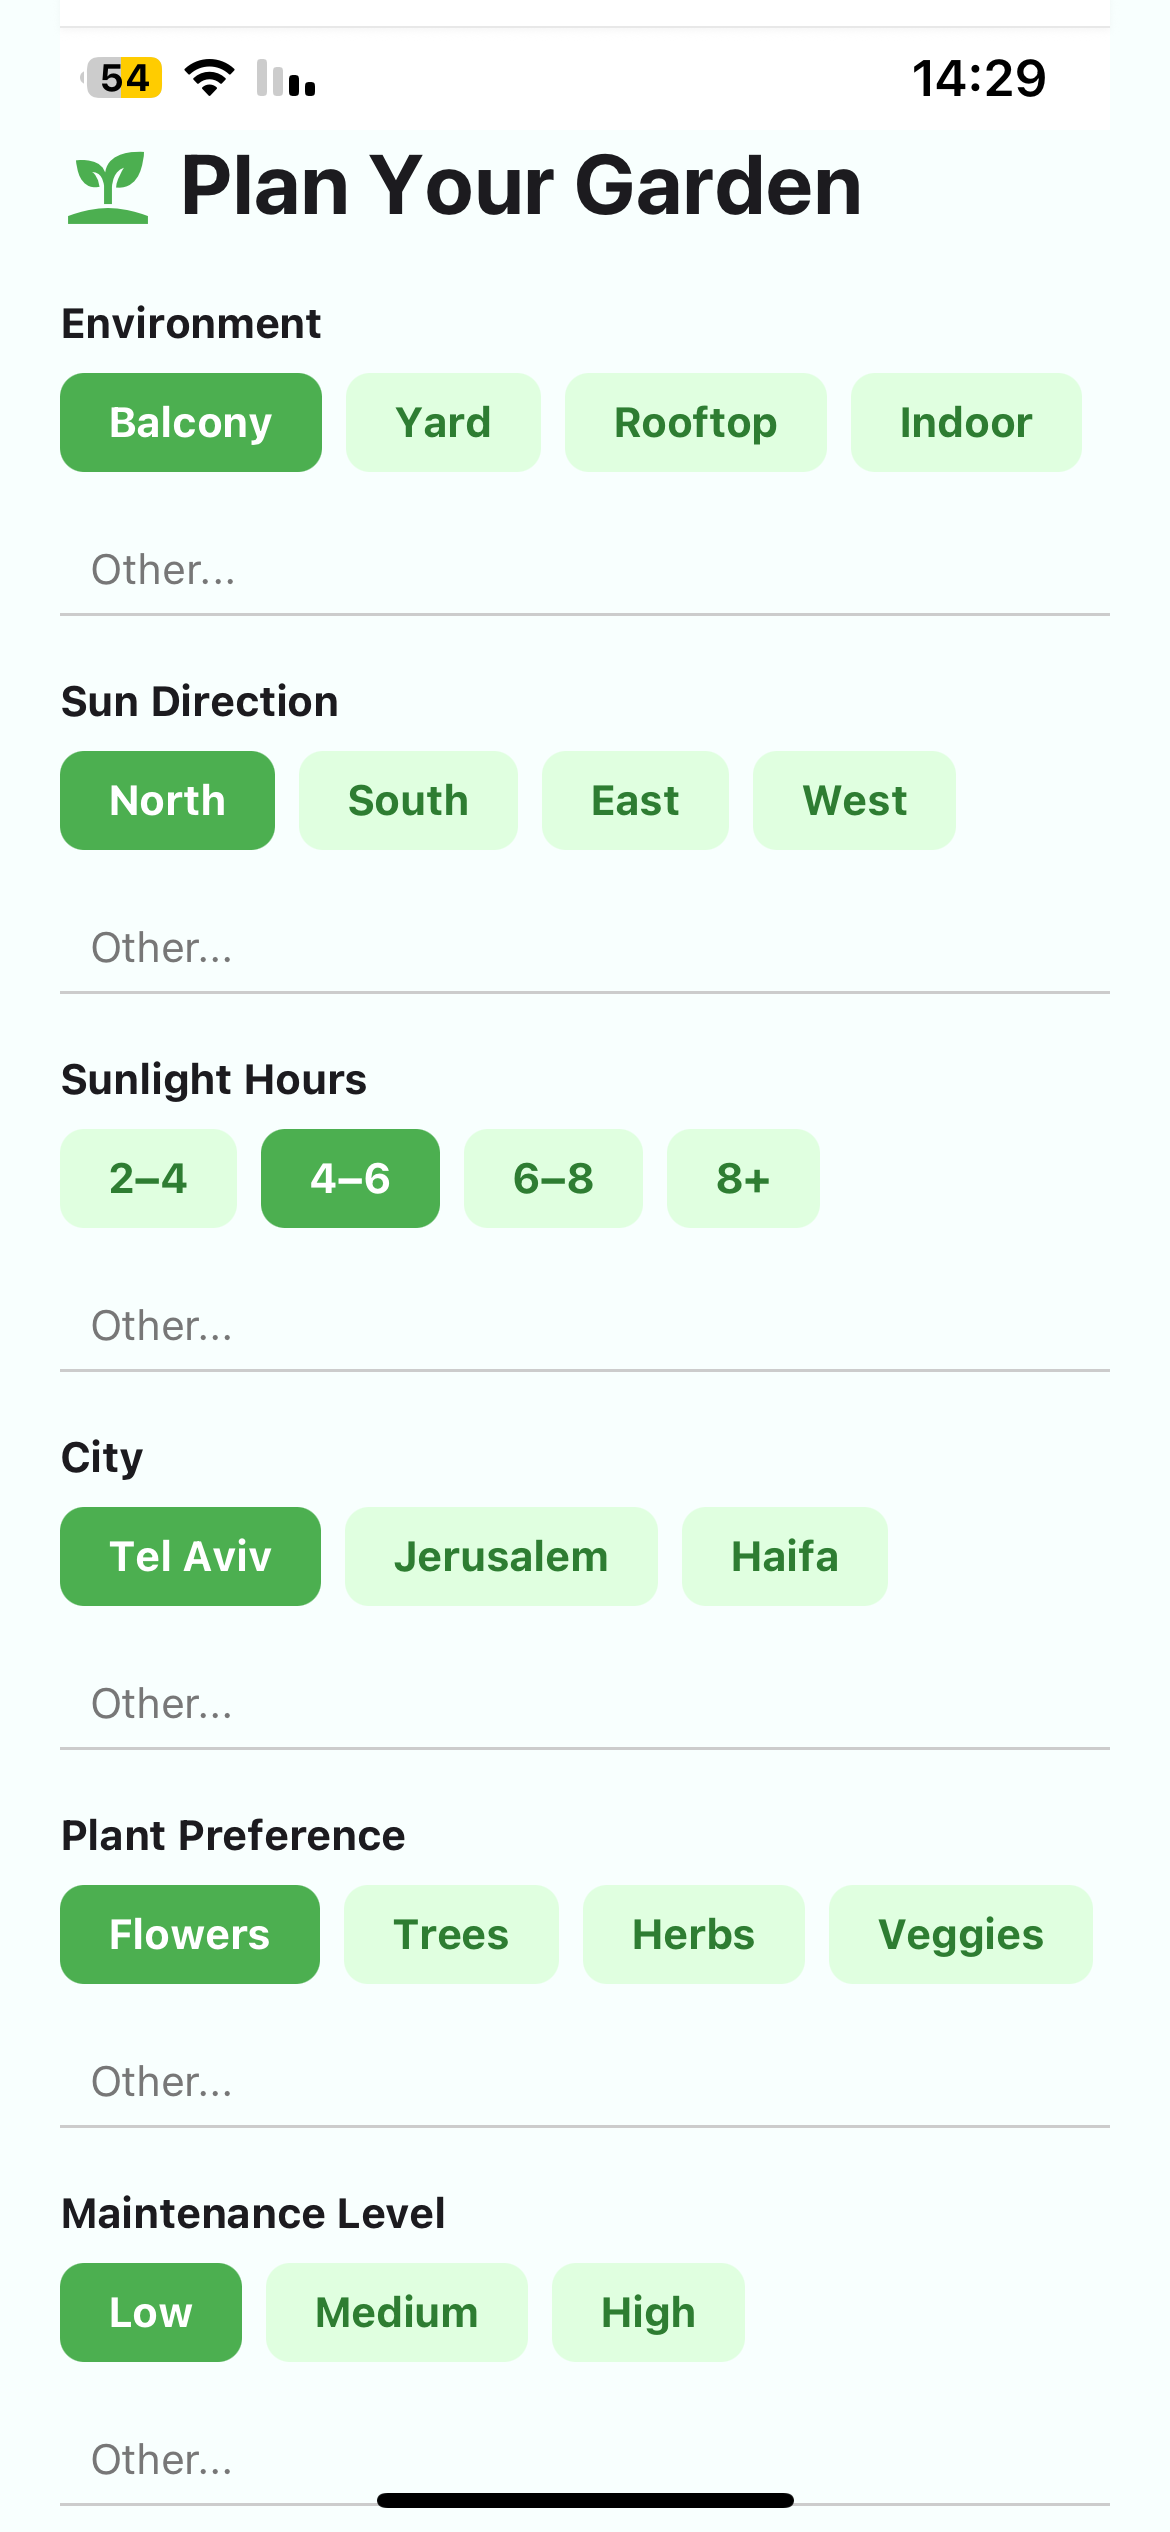 54 14:29
Plan Your Garden
Environment
Balcony Yard Rooftop Indoor
Other...
Sun Direction
North South East West
Other...
Sunlight Hours
2–4 4–6 6–8 8+
Other...
City
Tel Aviv Jerusalem Haifa
Other...
Plant Preference
Flowers Trees Herbs Veggies
Other...
Maintenance Level
Low Medium High
Other...